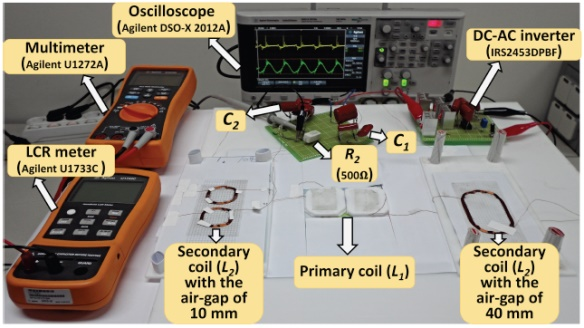 Oscilloscope
(Agilent DSO-X 2012A)
Multimeter
(Agilent U1272A)
DC-AC inverter
(IRS2453DPBF)
C2
C1
R2
(500Ω)
LCR meter
(Agilent U1733C)
Secondary
coil (L2)
with the
air-gap of
10 mm
Primary coil (L1)
Secondary
coil (L2)
with the
air-gap of
40 mm